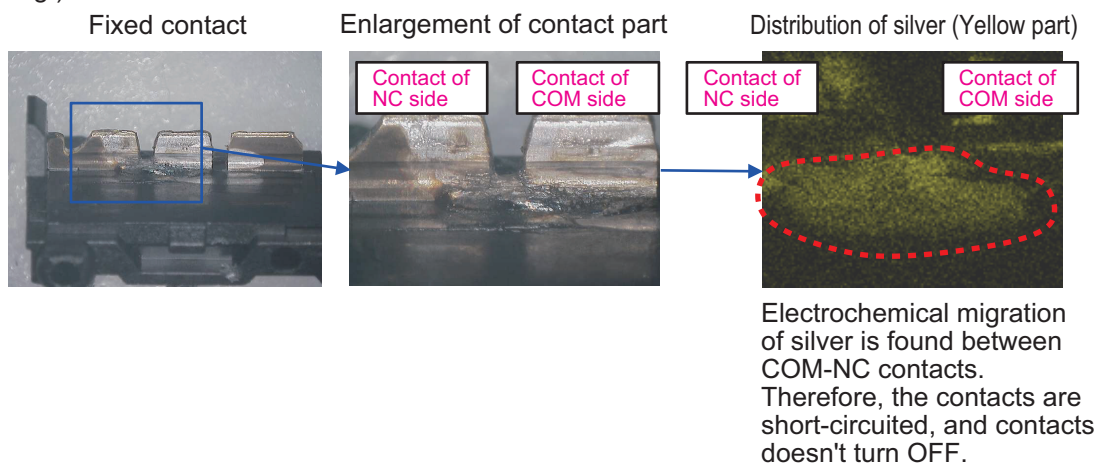 Fixed contact
Enlargement of contact part
Distribution of silver (Yellow part)
Contact of
NC side
Contact of
COM side
Contact of
NC side
Contact of
COM side
Electrochemical migration
of silver is found between
COM-NC contacts.
Therefore, the contacts are
short-circuited, and contacts
doesn't turn OFF.